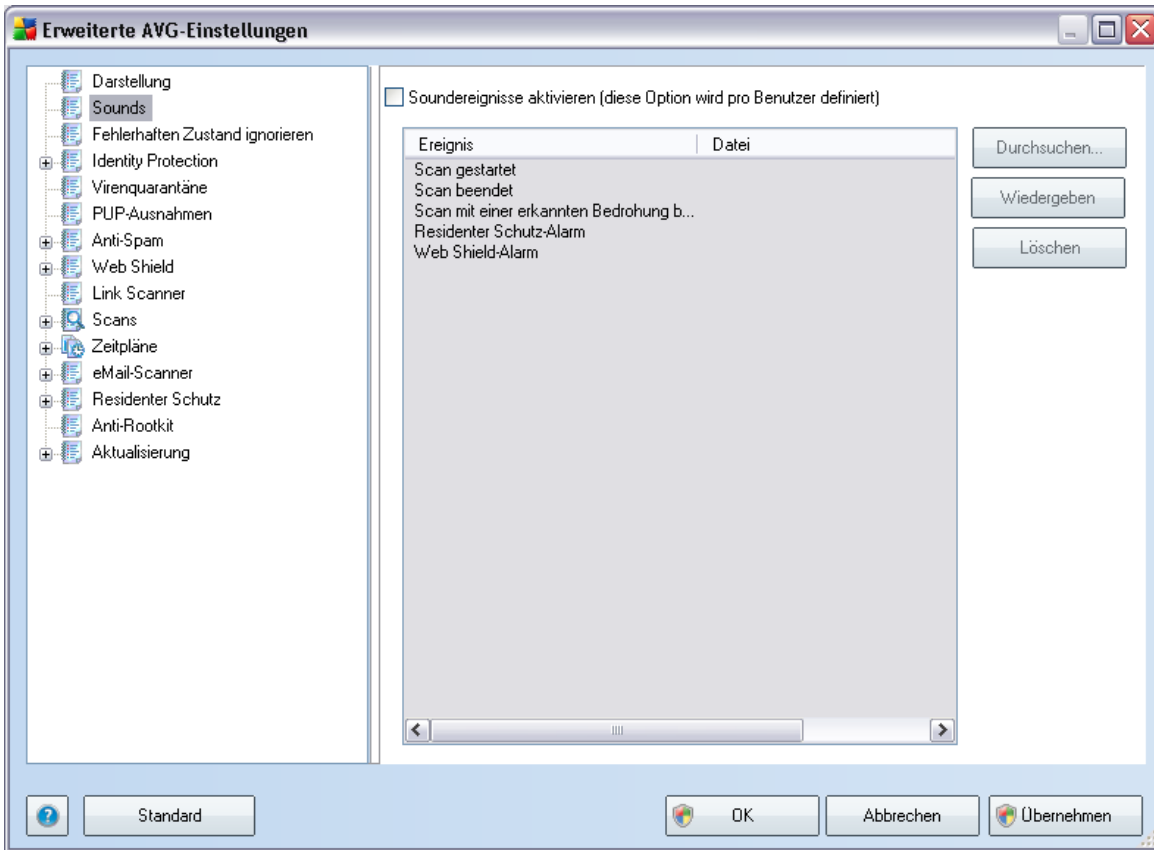 Erweiterte AVG-Einstellungen
Darstellung
Sounds
Fehlerhaften Zustand ignorieren
Identity Protection
Virenquarantäne
PUP-Ausnahmen
Anti-Spam
Web Shield
Link Scanner
Scans
Zeitpläne
eMail-Scanner
Residenter Schutz
Anti-Rootkit
Aktualisierung
Soundereignisse aktivieren (diese Option wird pro Benutzer definiert)
Ereignis Datei
Scan gestartet
Scan beendet
Scan mit einer erkannten Bedrohung b...
Residenter Schutz-Alarm
Web Shield-Alarm
Durchsuchen...
Wiedergeben
Löschen
? Standard OK Abbrechen Übernehmen